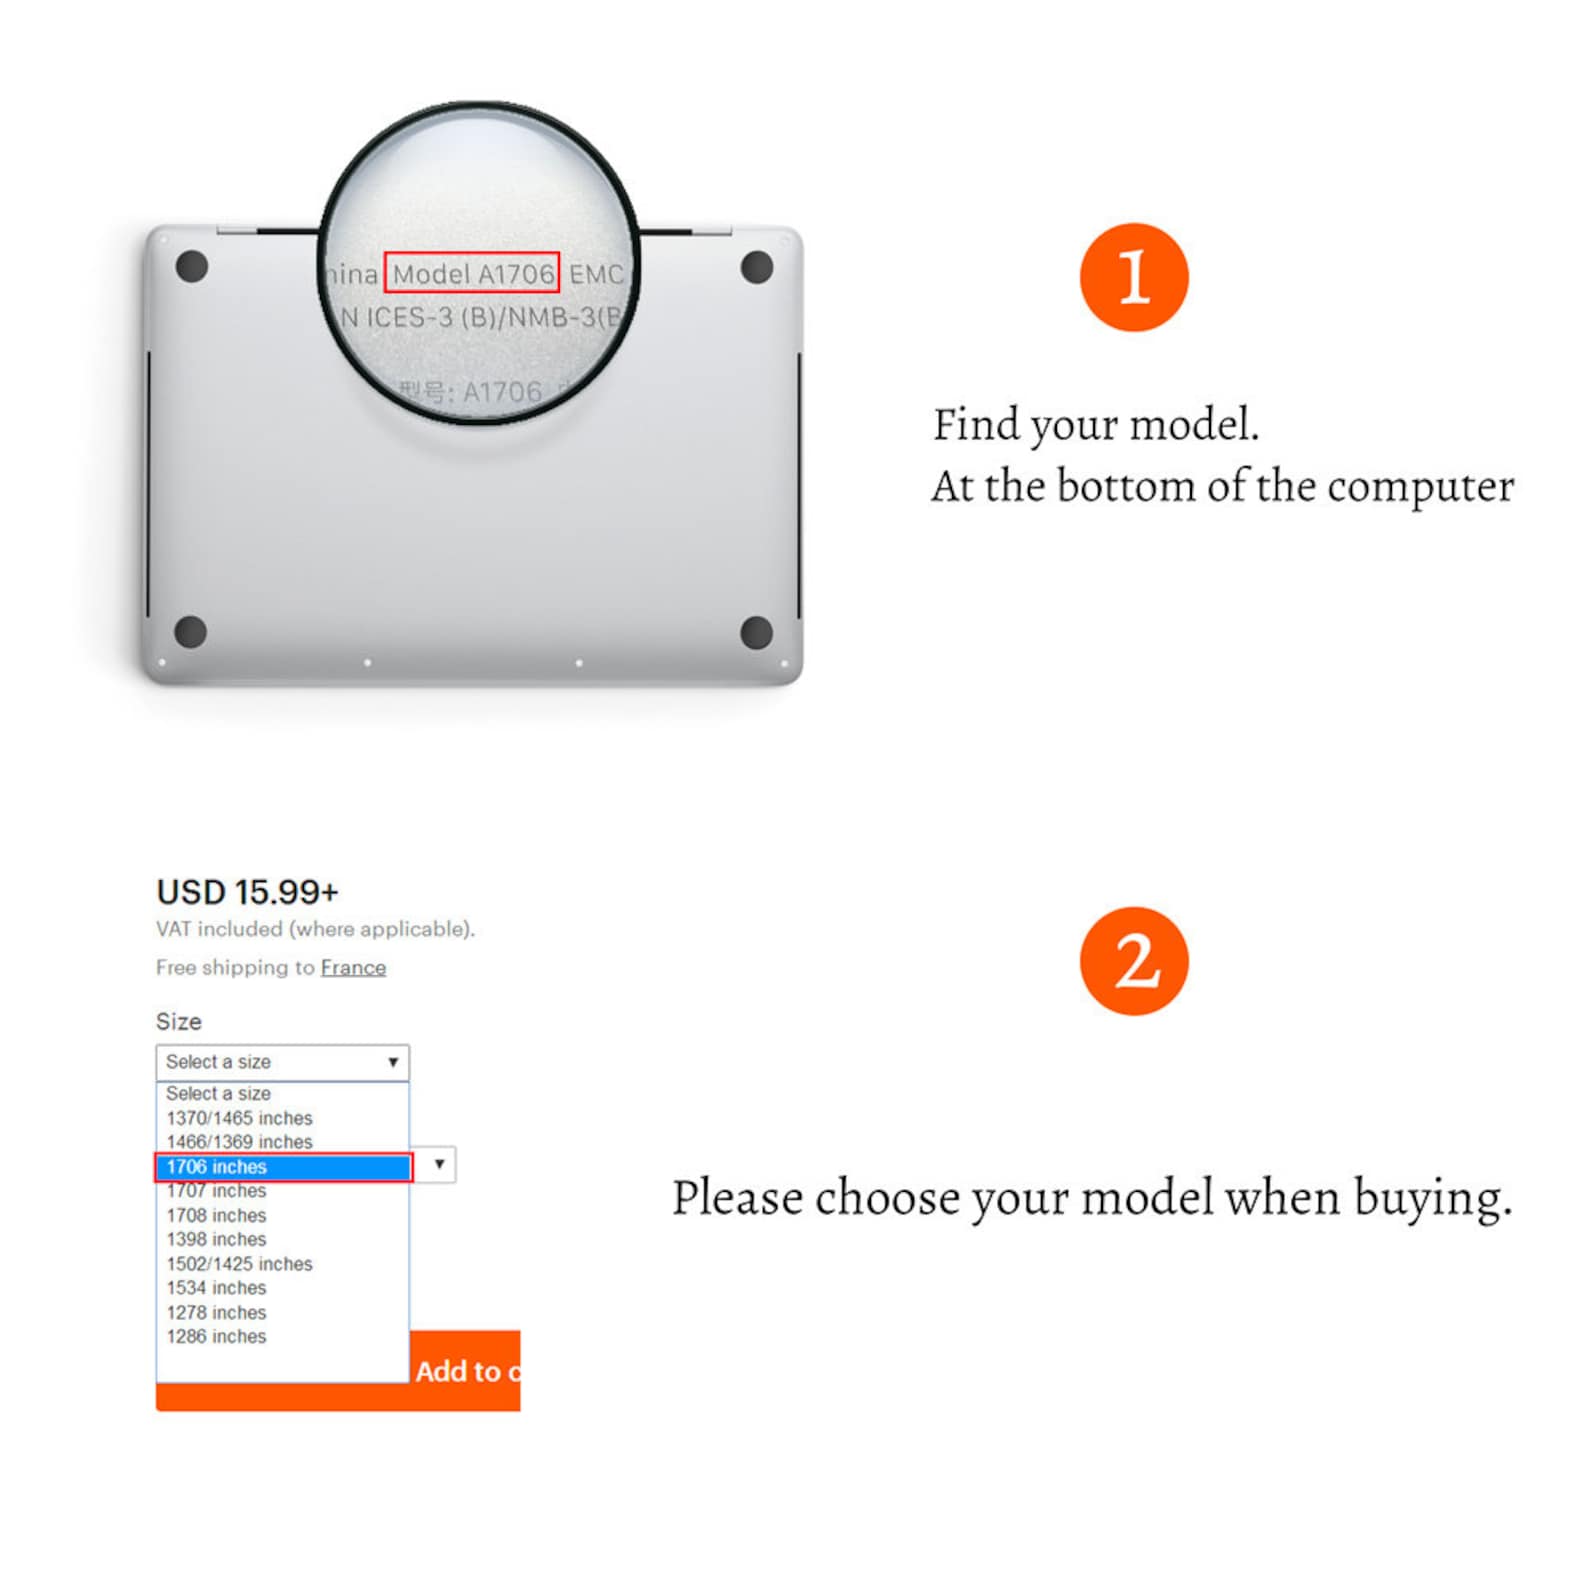 hina Model A1706 EMC
N ICES-3 (B)/NMB-3(B
型号: A1706
1
Find your model.
At the bottom of the computer
USD 15.99+
VAT included (where applicable).
Free shipping to France
Size
Select a size
Select a size
1370/1465 inches
1466/1369 inches
1706 inches
1707 inches
1708 inches
1398 inches
1502/1425 inches
1534 inches
1278 inches
1286 inches
Add to c
2
Please choose your model when buying.